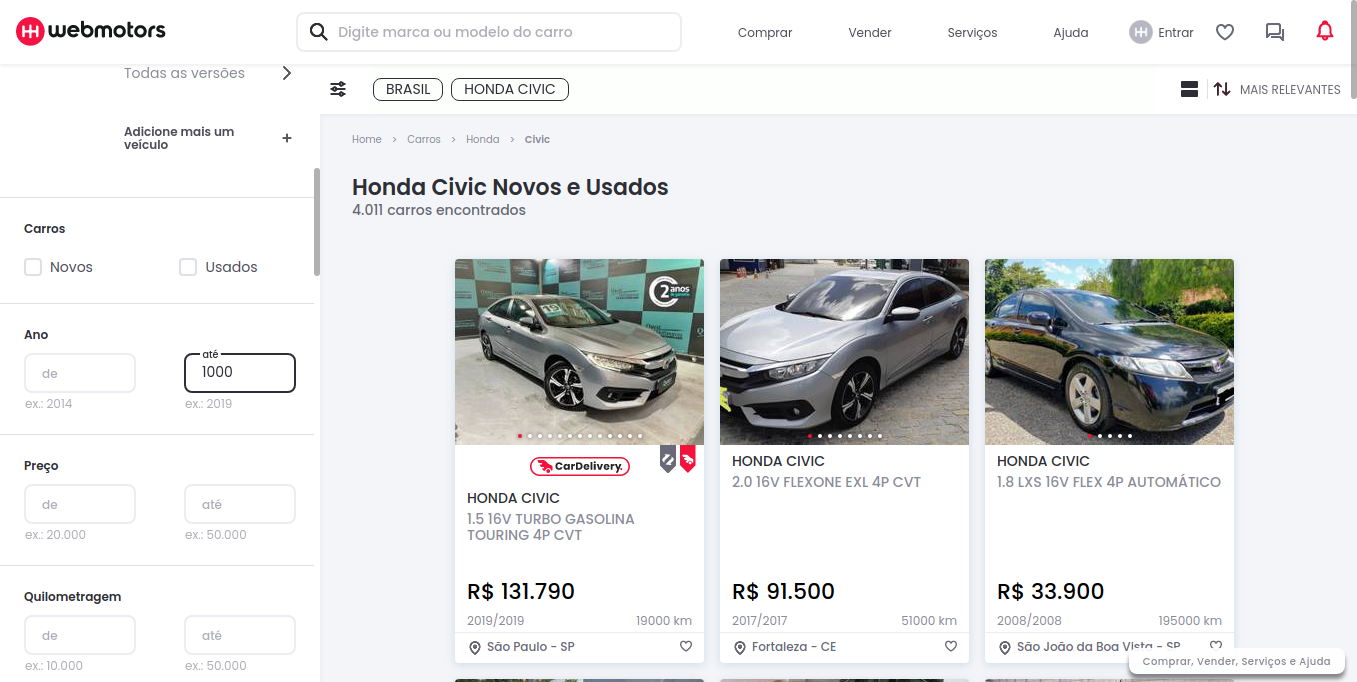 webmotors
Digite marca ou modelo do carro
Comprar
Vender
Serviços
Ajuda
Entrar
Todas as versões
BRASIL
HONDA CIVIC
MAIS RELEVANTES
Adicione mais um
veículo
+
Home > Carros > Honda > Civic
Honda Civic Novos e Usados
4.011 carros encontrados
Carros
Novos
Usados
Ano
de
até
1000
ex.: 2014
ex.: 2019
Preço
de
até
ex.: 20.000
ex.: 50.000
Quilometragem
de
até
ex.: 10.000
ex.: 50.000
2 anos
CarDelivery.
HONDA CIVIC
1.5 16V TURBO GASOLINA
TOURING 4P CVT
R$ 131.790
2019/2019
19000 km
São Paulo - SP
HONDA CIVIC
2.0 16V FLEXONE EXL 4P CVT
R$ 91.500
2017/2017
51000 km
Fortaleza - CE
HONDA CIVIC
1.8 LXS 16V FLEX 4P AUTOMÁTICO
R$ 33.900
2008/2008
195000 km
São João da Boa Vista - SP
Comprar, Vender, Serviços e Ajuda